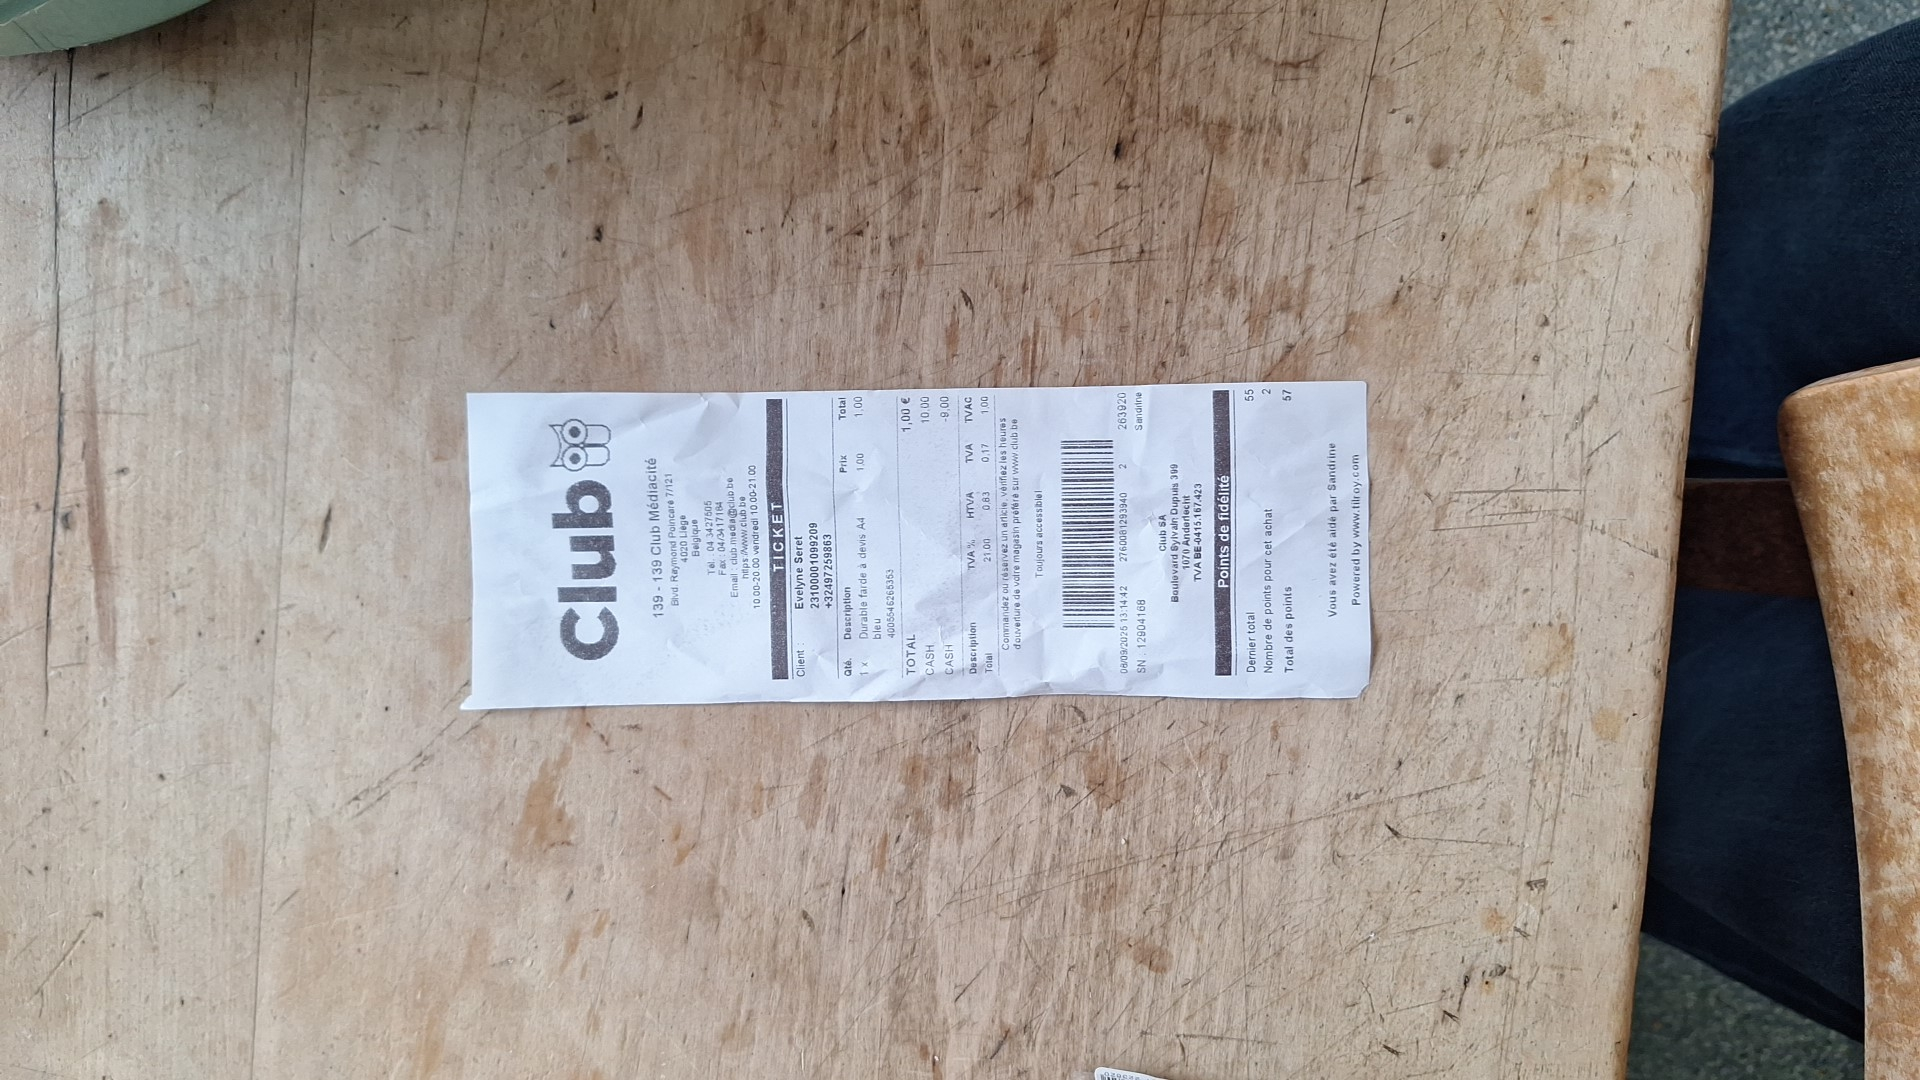 Club
139 - 139 Club Médiacité
Blvd. Raymond Poincaré 7/121
4020 Liège
Belgique
Tél.: 04 3427505
Fax : 04/3417184
Email : club.media@club.be
https://www.club.be
10.00-20.00 vendredi 10.00-21.00
TICKET
Client : Evelyne Seret
23100001099209
+32497259863
Qté. Description Prix Total
1 x Durable farde à devis A4 1,00 1,00
bleu
4005546265353
TOTAL 1,00 €
CASH 10,00
CASH -9,00
Description TVA % HTVA TVA TVAC
Total 21,00 0,83 0,17 1,00
Commandez ou réservez un article, vérifiez les heures
d'ouverture de votre magasin préféré sur www.club.be
Toujours accessible!
13:14:42 2 263920
SN : 12904168 Sandrine
Club SA
Boulevard Sylvain Dupuis 399
1070 Anderlecht
TVA BE-0415.167.423
Points de fidélité
Dernier total 55
Nombre de points pour cet achat 2
Total des points 57
Vous avez été aidé par Sandrine
Powered by www.tilroy.com